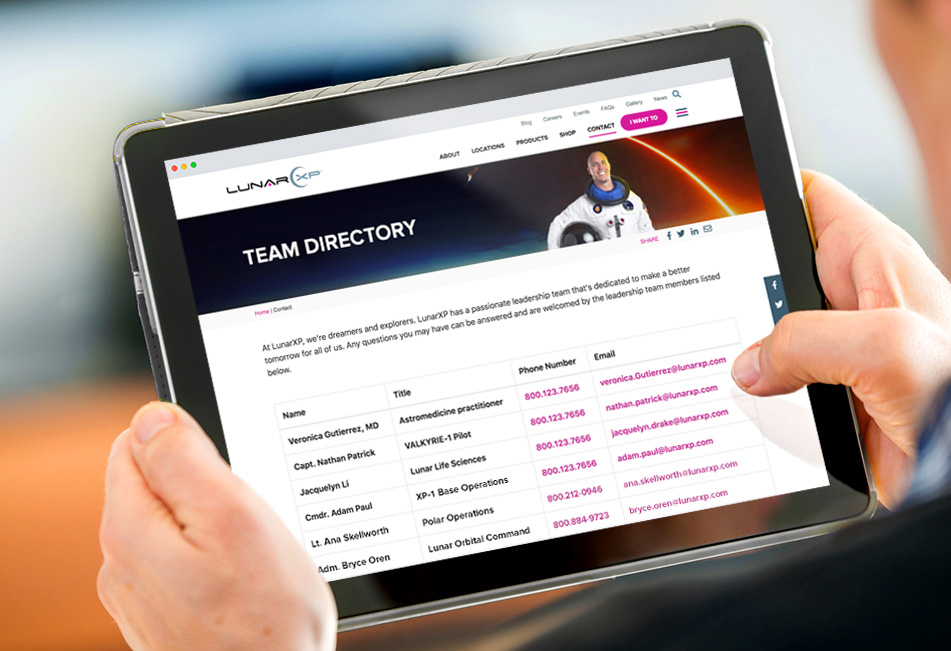 Blog Careers Events FAQs Gallery News
LUNARXP ABOUT LOCATIONS PRODUCTS SHOP CONTACT I WANT TO
TEAM DIRECTORY
SHARE
Home | Contact
At LunarXP, we're dreamers and explorers. LunarXP has a passionate leadership team that's dedicated to make a better
tomorrow for all of us. Any questions you may have can be answered and are welcomed by the leadership team members listed
below.
Name Title Phone Number Email
Veronica Gutierrez, MD Astromedicine practitioner 800.123.7656 veronica.Gutierrez@lunarxp.com
Capt. Nathan Patrick VALKYRIE-1 Pilot 800.123.7656 nathan.patrick@lunarxp.com
Jacquelyn Li Lunar Life Sciences 800.123.7656 jacquelyn.drake@lunarxp.com
Cmdr. Adam Paul XP-1 Base Operations 800.123.7656 adam.paul@lunarxp.com
Lt. Ana Skellworth Polar Operations 800.212-0946 ana.skellworth@lunarxp.com
Adm. Bryce Oren Lunar Orbital Command 800.884-9723 bryce.oren@lunarxp.com